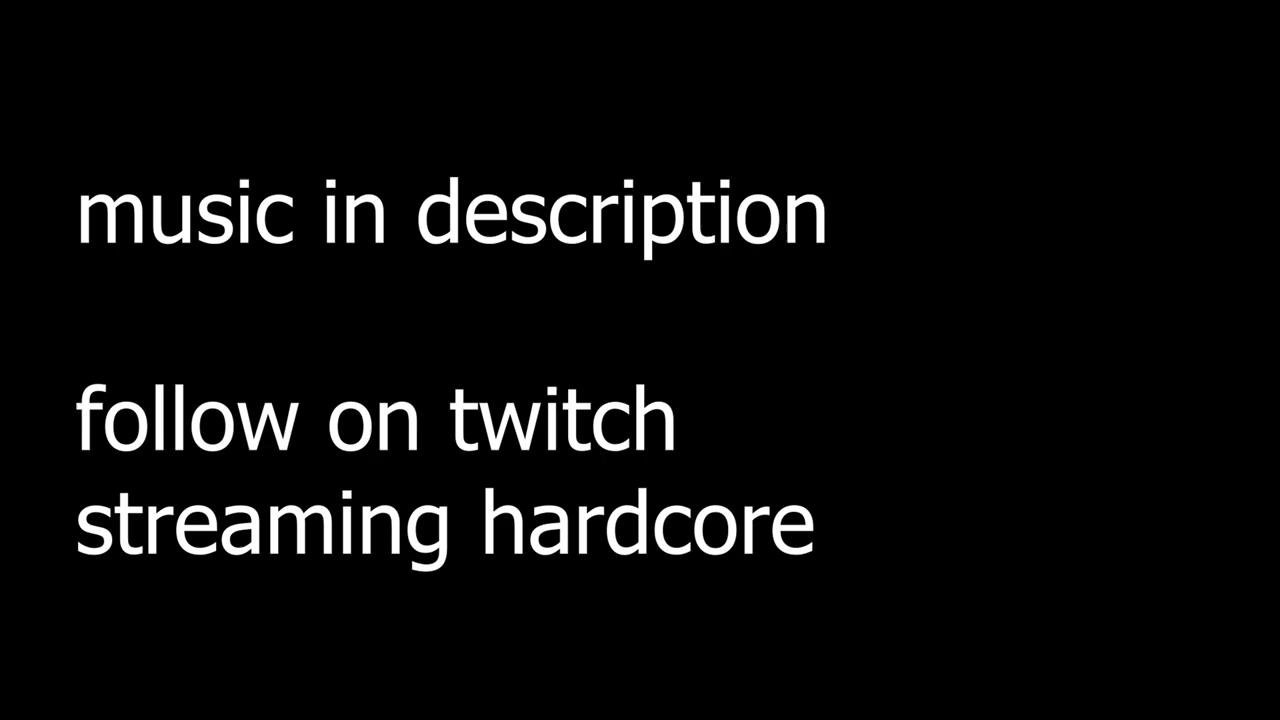 music in description
follow on twitch
streaming hardcore